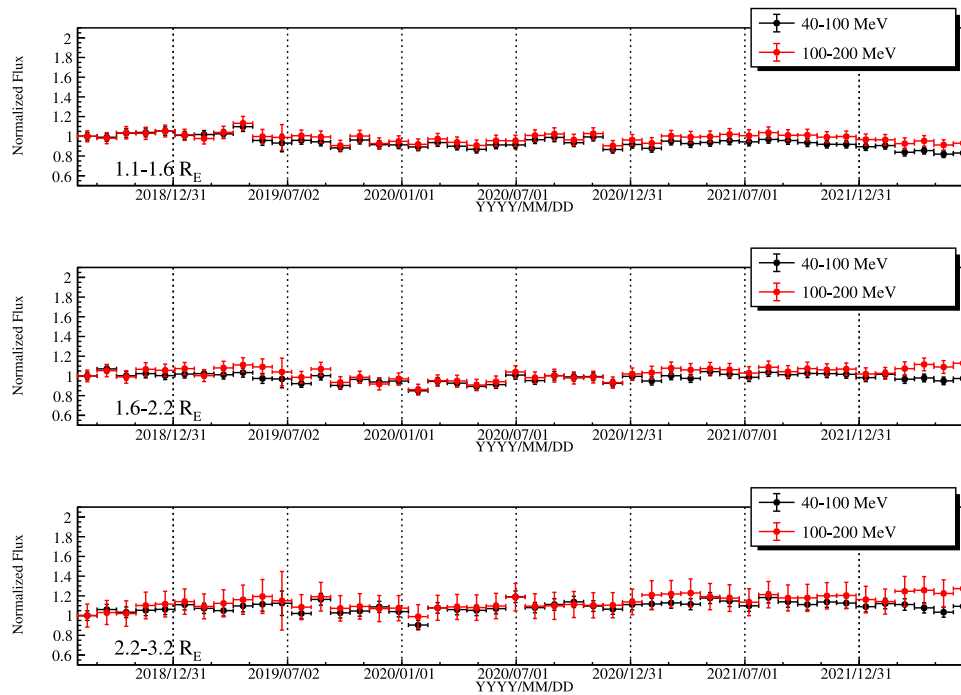 40-100 MeV
100-200 MeV
Normalized Flux
2
1.8
1.6
1.4
1.2
1
0.8
0.6
1.1-1.6 R_E
2018/12/31 2019/07/02 2020/01/01 2020/07/01 2020/12/31 2021/07/01 2021/12/31
YYYY/MM/DD
40-100 MeV
100-200 MeV
Normalized Flux
2
1.8
1.6
1.4
1.2
1
0.8
0.6
1.6-2.2 R_E
2018/12/31 2019/07/02 2020/01/01 2020/07/01 2020/12/31 2021/07/01 2021/12/31
YYYY/MM/DD
40-100 MeV
100-200 MeV
Normalized Flux
2
1.8
1.6
1.4
1.2
1
0.8
0.6
2.2-3.2 R_E
2018/12/31 2019/07/02 2020/01/01 2020/07/01 2020/12/31 2021/07/01 2021/12/31
YYYY/MM/DD